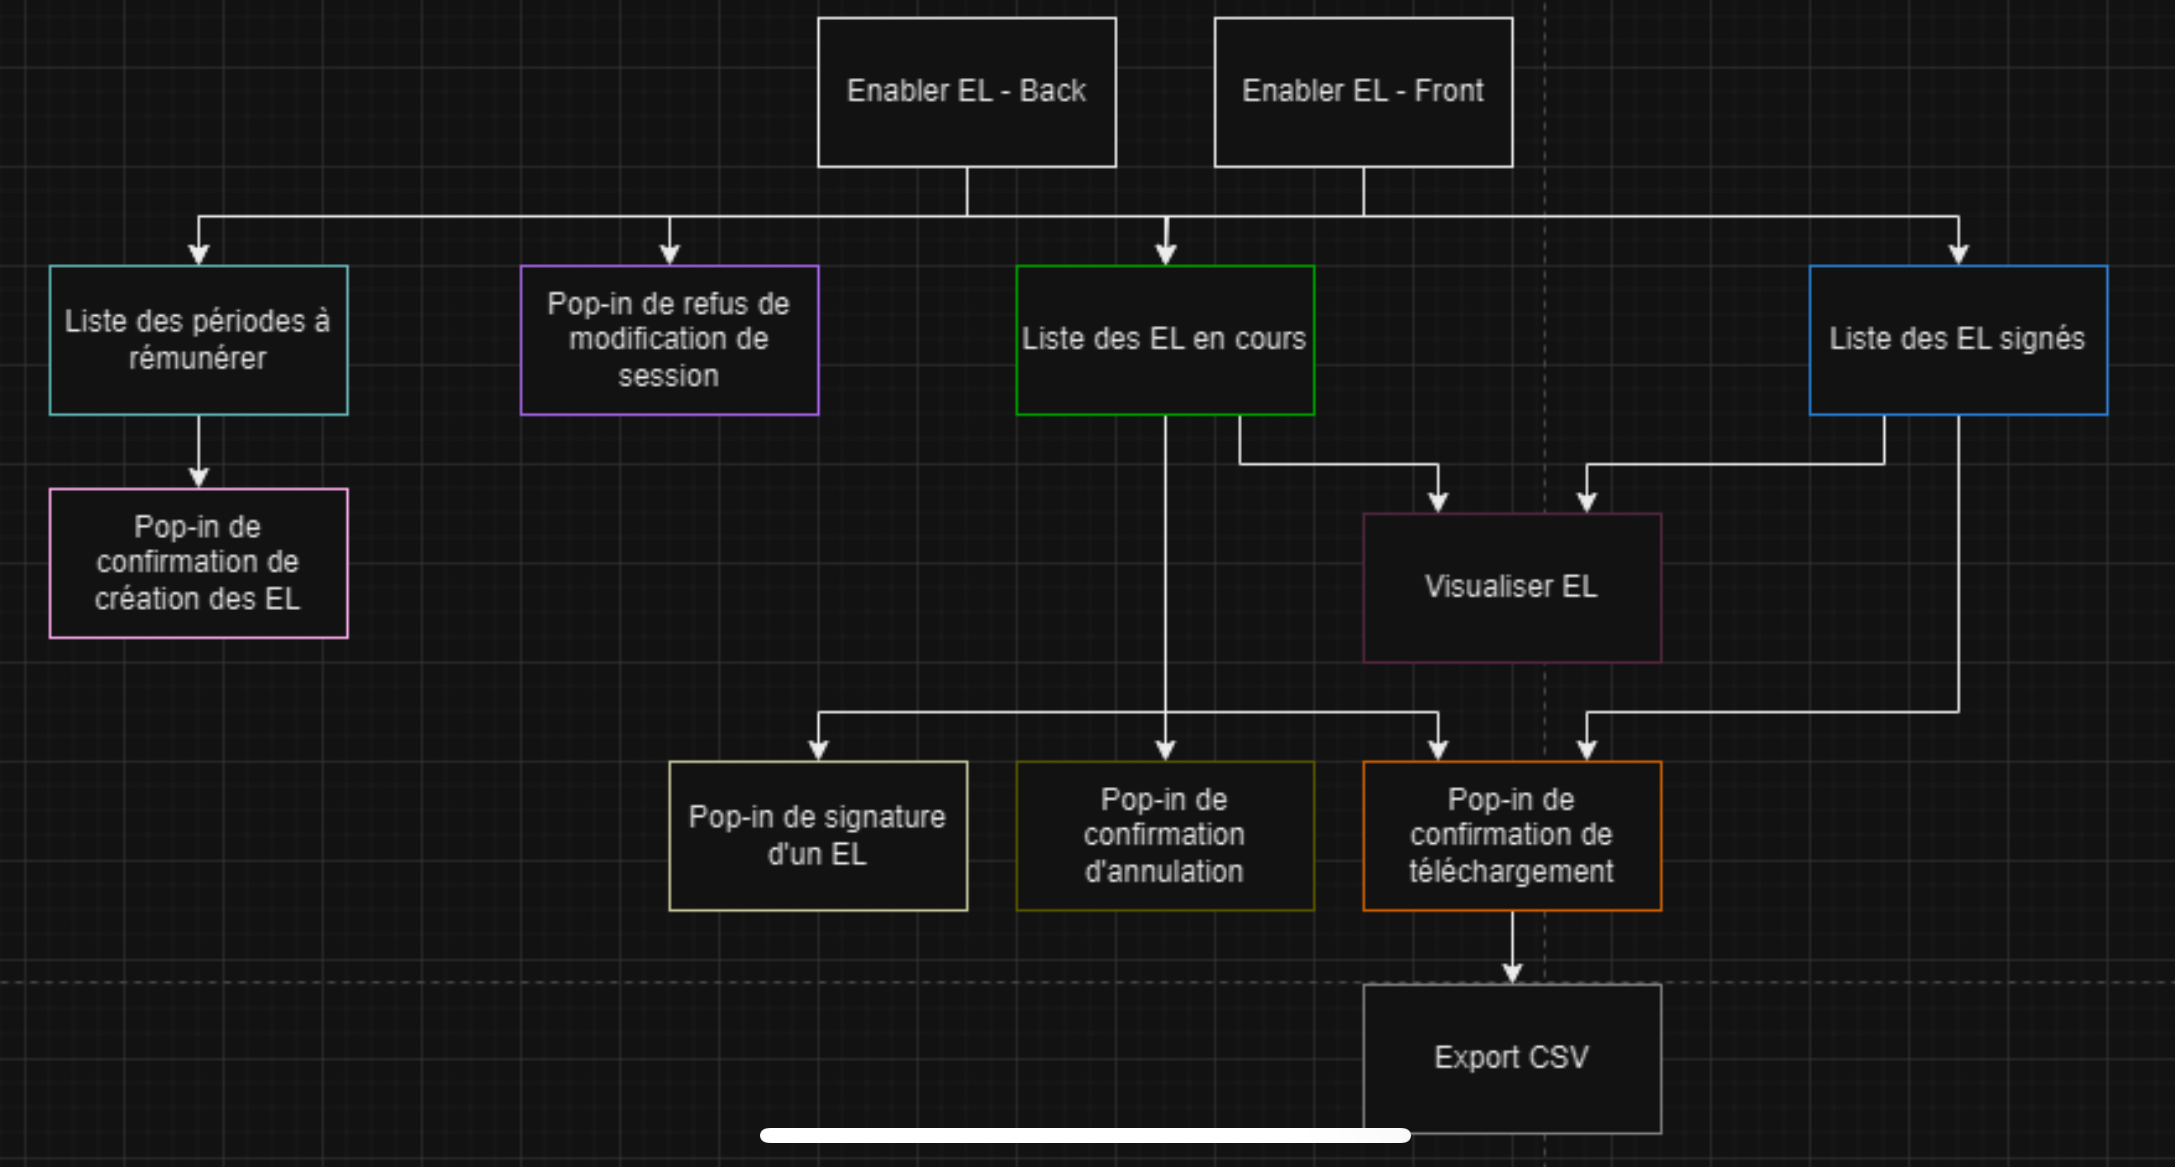 Enabler EL - Back
Enabler EL - Front
Liste des périodes à
rémunérer
Pop-in de refus de
modification de
session
Liste des EL en cours
Liste des EL signés
Pop-in de
confirmation de
création des EL
Visualiser EL
Pop-in de signature
d'un EL
Pop-in de
confirmation
d'annulation
Pop-in de
confirmation de
téléchargement
Export CSV